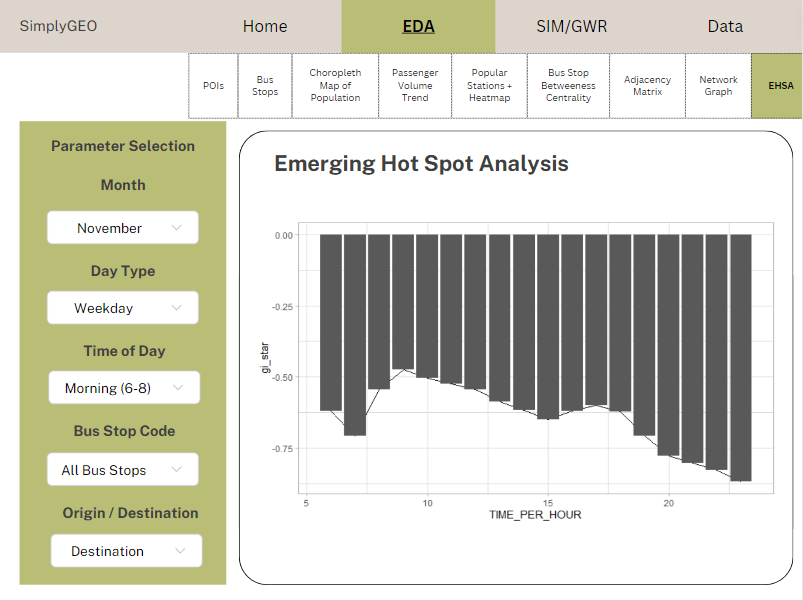 SimplyGEO
Home
EDA
SIM/GWR
Data
POIs
Bus
Stops
Choropleth
Map of
Population
Passenger
Volume
Trend
Popular
Stations +
Heatmap
Bus Stop
Betweeness
Centrality
Adjacency
Matrix
Network
Graph
EHSA
Parameter Selection
Month
November
Day Type
Weekday
Time of Day
Morning (6-8)
Bus Stop Code
All Bus Stops
Origin / Destination
Destination
Emerging Hot Spot Analysis
0.00
-0.25
-0.50
-0.75
gi_star
5
10
15
20
TIME_PER_HOUR